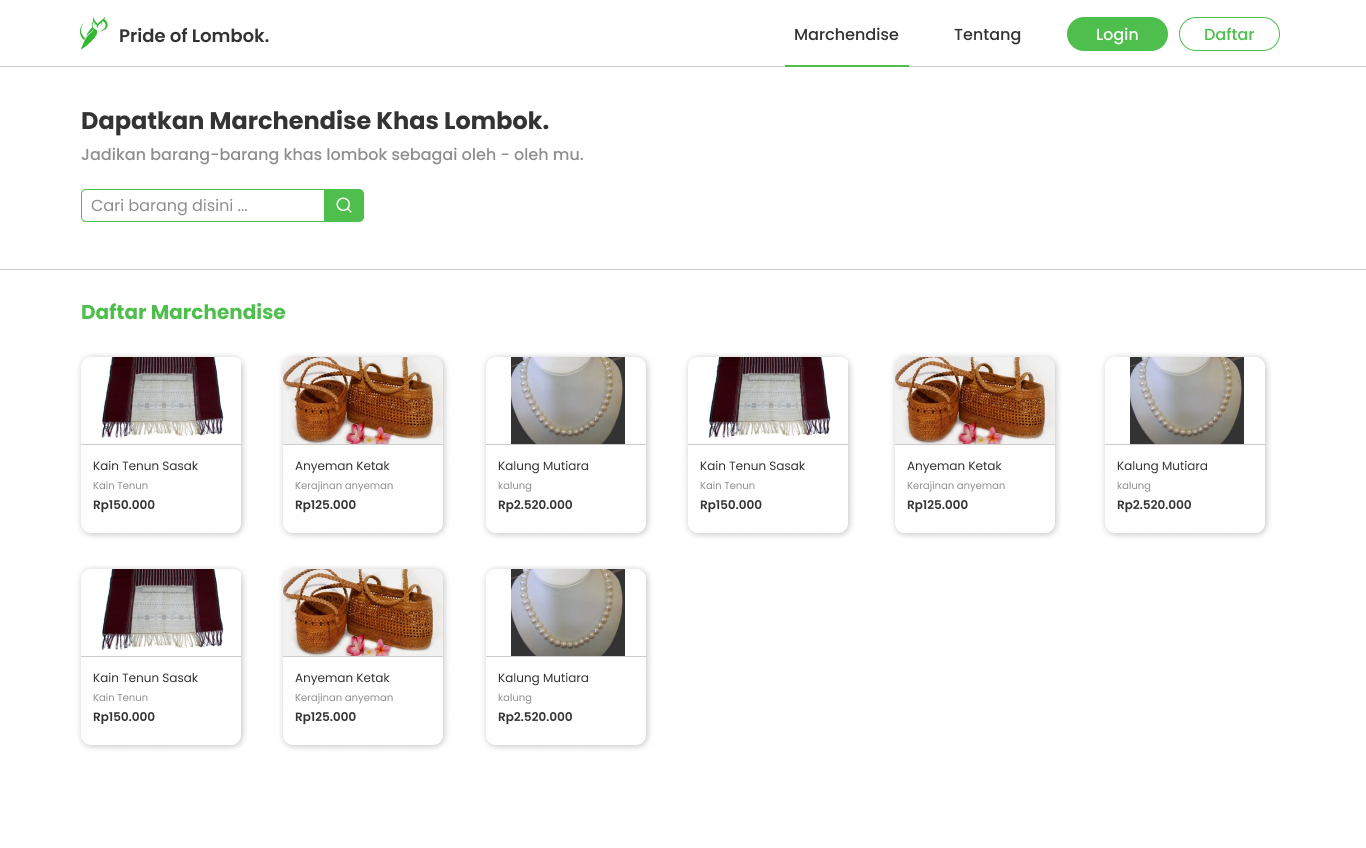 Pride of Lombok.
Marchendise
Tentang
Login
Daftar
Dapatkan Marchendise Khas Lombok.
Jadikan barang-barang khas lombok sebagai oleh - oleh mu.
Cari barang disini ...
Daftar Marchendise
Kain Tenun Sasak
Kain Tenun
Rp150.000
Anyeman Ketak
Kerajinan anyeman
Rp125.000
Kalung Mutiara
kalung
Rp2.520.000
Kain Tenun Sasak
Kain Tenun
Rp150.000
Anyeman Ketak
Kerajinan anyeman
Rp125.000
Kalung Mutiara
kalung
Rp2.520.000
Kain Tenun Sasak
Kain Tenun
Rp150.000
Anyeman Ketak
Kerajinan anyeman
Rp125.000
Kalung Mutiara
kalung
Rp2.520.000